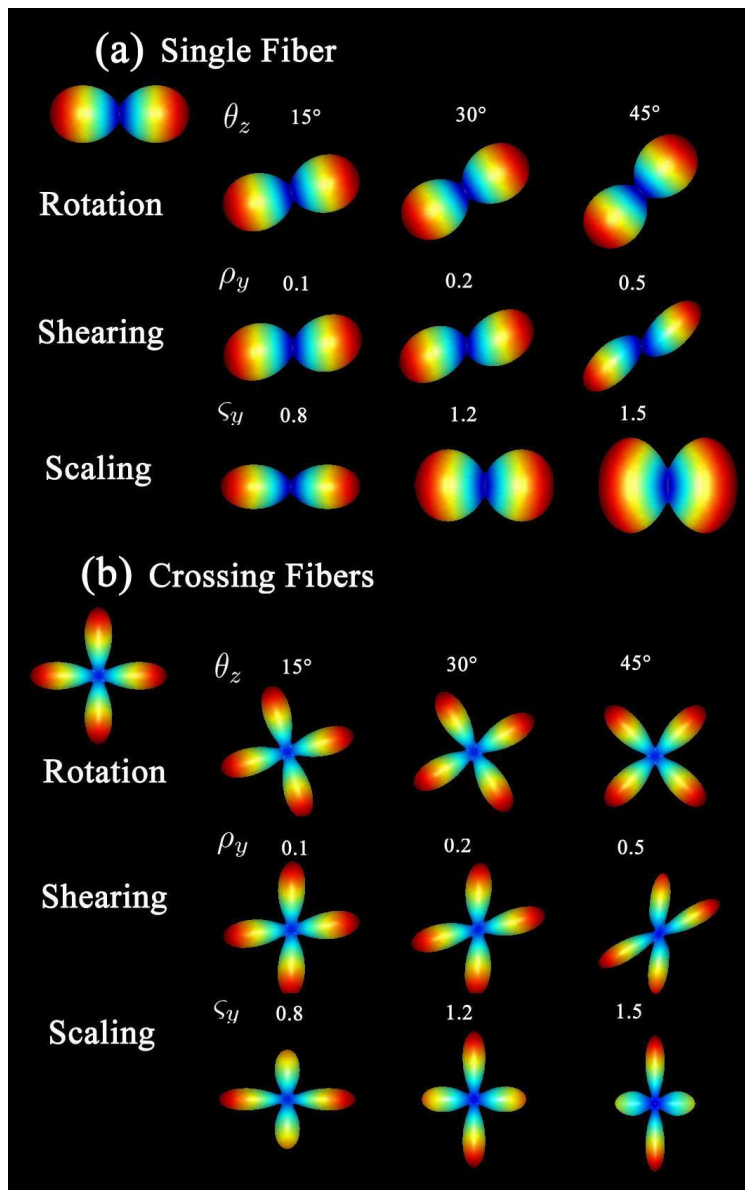 (a) Single Fiber
θz 15° 30° 45°
Rotation
ρy 0.1 0.2 0.5
Shearing
ςy 0.8 1.2 1.5
Scaling
(b) Crossing Fibers
θz 15° 30° 45°
Rotation
ρy 0.1 0.2 0.5
Shearing
ςy 0.8 1.2 1.5
Scaling